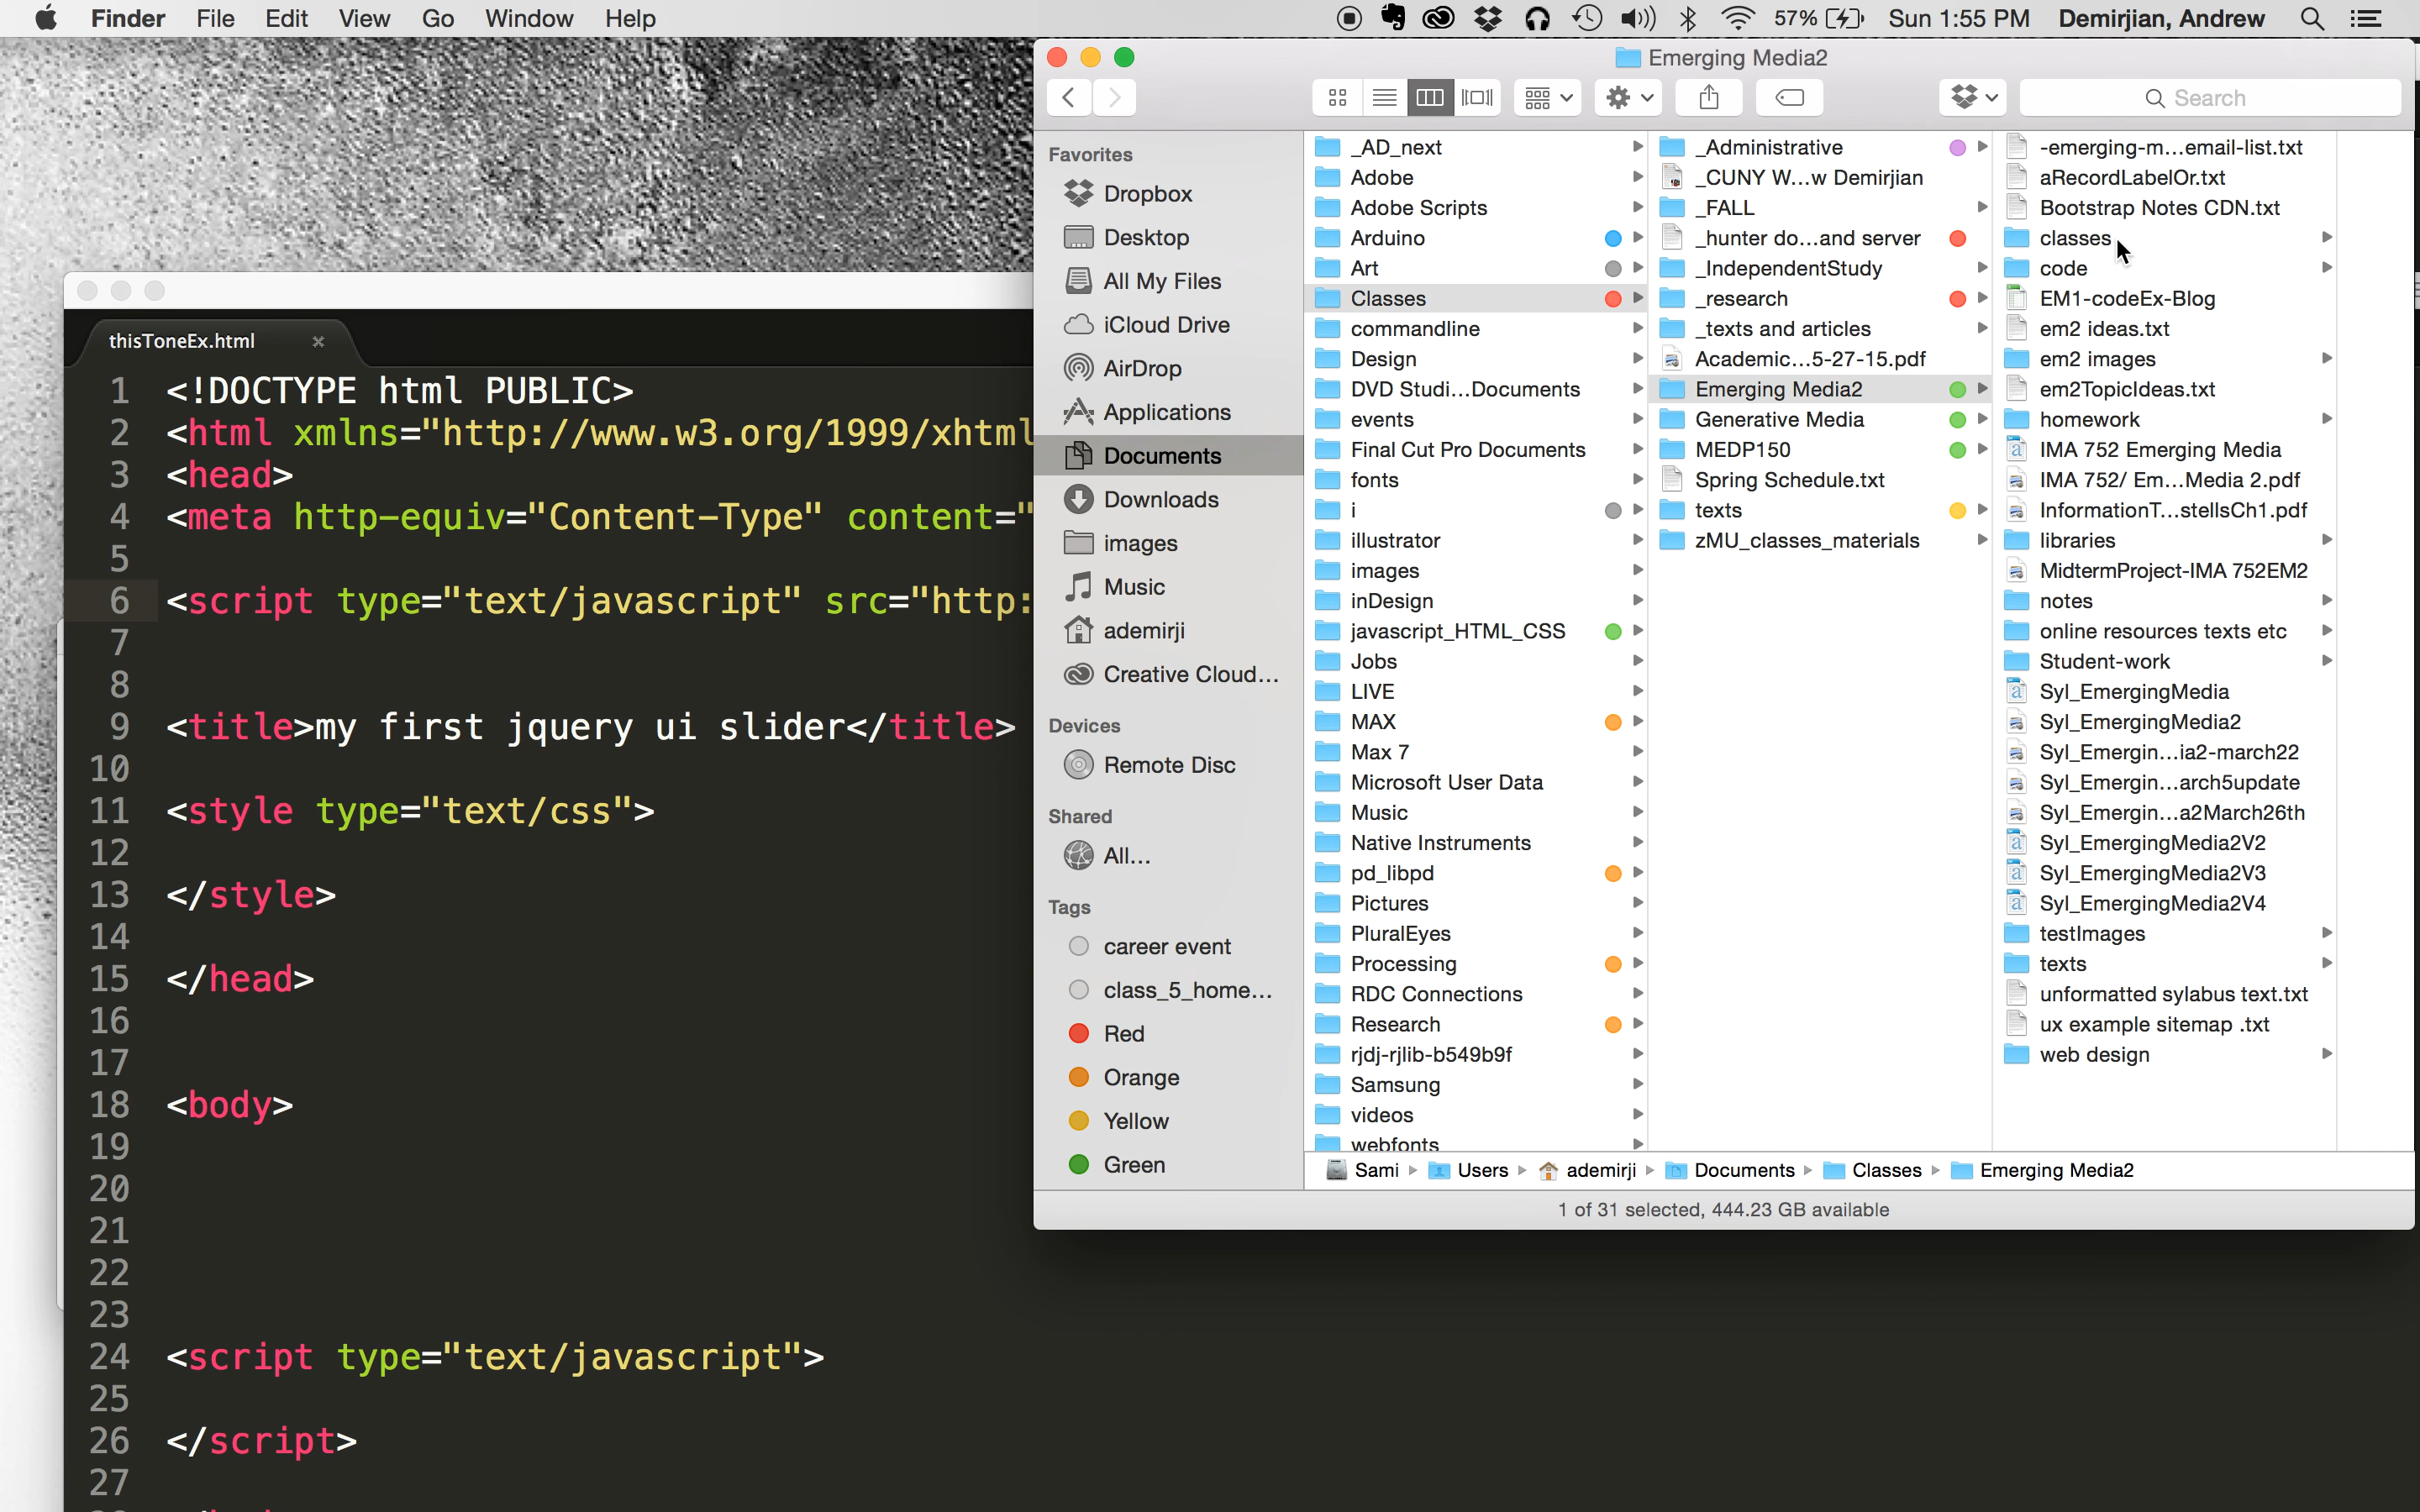 Finder File Edit View Go Window Help 57% Sun 1:55 PM Demirjian, Andrew
thisToneEx.html
1 <!DOCTYPE html PUBLIC>
2 <html xmlns="http://www.w3.org/1999/xhtml
3 <head>
4 <meta http-equiv="Content-Type" content="
5
6 <script type="text/javascript" src="http:
7
8
9 <title>my first jquery ui slider</title>
10
11 <style type="text/css">
12
13 </style>
14
15 </head>
16
17
18 <body>
19
20
21
22
23
24 <script type="text/javascript">
25
26 </script>
27
Emerging Media2
Search
Favorites
Dropbox
Desktop
All My Files
iCloud Drive
AirDrop
Applications
Documents
Downloads
images
Music
ademirji
Creative Cloud...
Devices
Remote Disc
Shared
All...
Tags
career event
class_5_home...
Red
Orange
Yellow
Green
_AD_next
Adobe
Adobe Scripts
Arduino
Art
Classes
commandline
Design
DVD Studi...Documents
events
Final Cut Pro Documents
fonts
i
illustrator
images
inDesign
javascript_HTML_CSS
Jobs
LIVE
MAX
Max 7
Microsoft User Data
Music
Native Instruments
pd_libpd
Pictures
PluralEyes
Processing
RDC Connections
Research
rjdj-rjlib-b549b9f
Samsung
videos
webfonts
_Administrative
_CUNY W...w Demirjian
_FALL
_hunter do...and server
_IndependentStudy
_research
_texts and articles
Academic...5-27-15.pdf
Emerging Media2
Generative Media
MEDP150
Spring Schedule.txt
texts
zMU_classes_materials
-emerging-m...email-list.txt
aRecordLabelOr.txt
Bootstrap Notes CDN.txt
classes
code
EM1-codeEx-Blog
em2 ideas.txt
em2 images
em2TopicIdeas.txt
homework
IMA 752 Emerging Media
IMA 752/ Em...Media 2.pdf
InformationT...stellsCh1.pdf
libraries
MidtermProject-IMA 752EM2
notes
online resources texts etc
Student-work
Syl_EmergingMedia
Syl_EmergingMedia2
Syl_Emergin...ia2-march22
Syl_Emergin...arch5update
Syl_Emergin...a2March26th
Syl_EmergingMedia2V2
Syl_EmergingMedia2V3
Syl_EmergingMedia2V4
testImages
texts
unformatted sylabus text.txt
ux example sitemap .txt
web design
Sami Users ademirji Documents Classes Emerging Media2
1 of 31 selected, 444.23 GB available